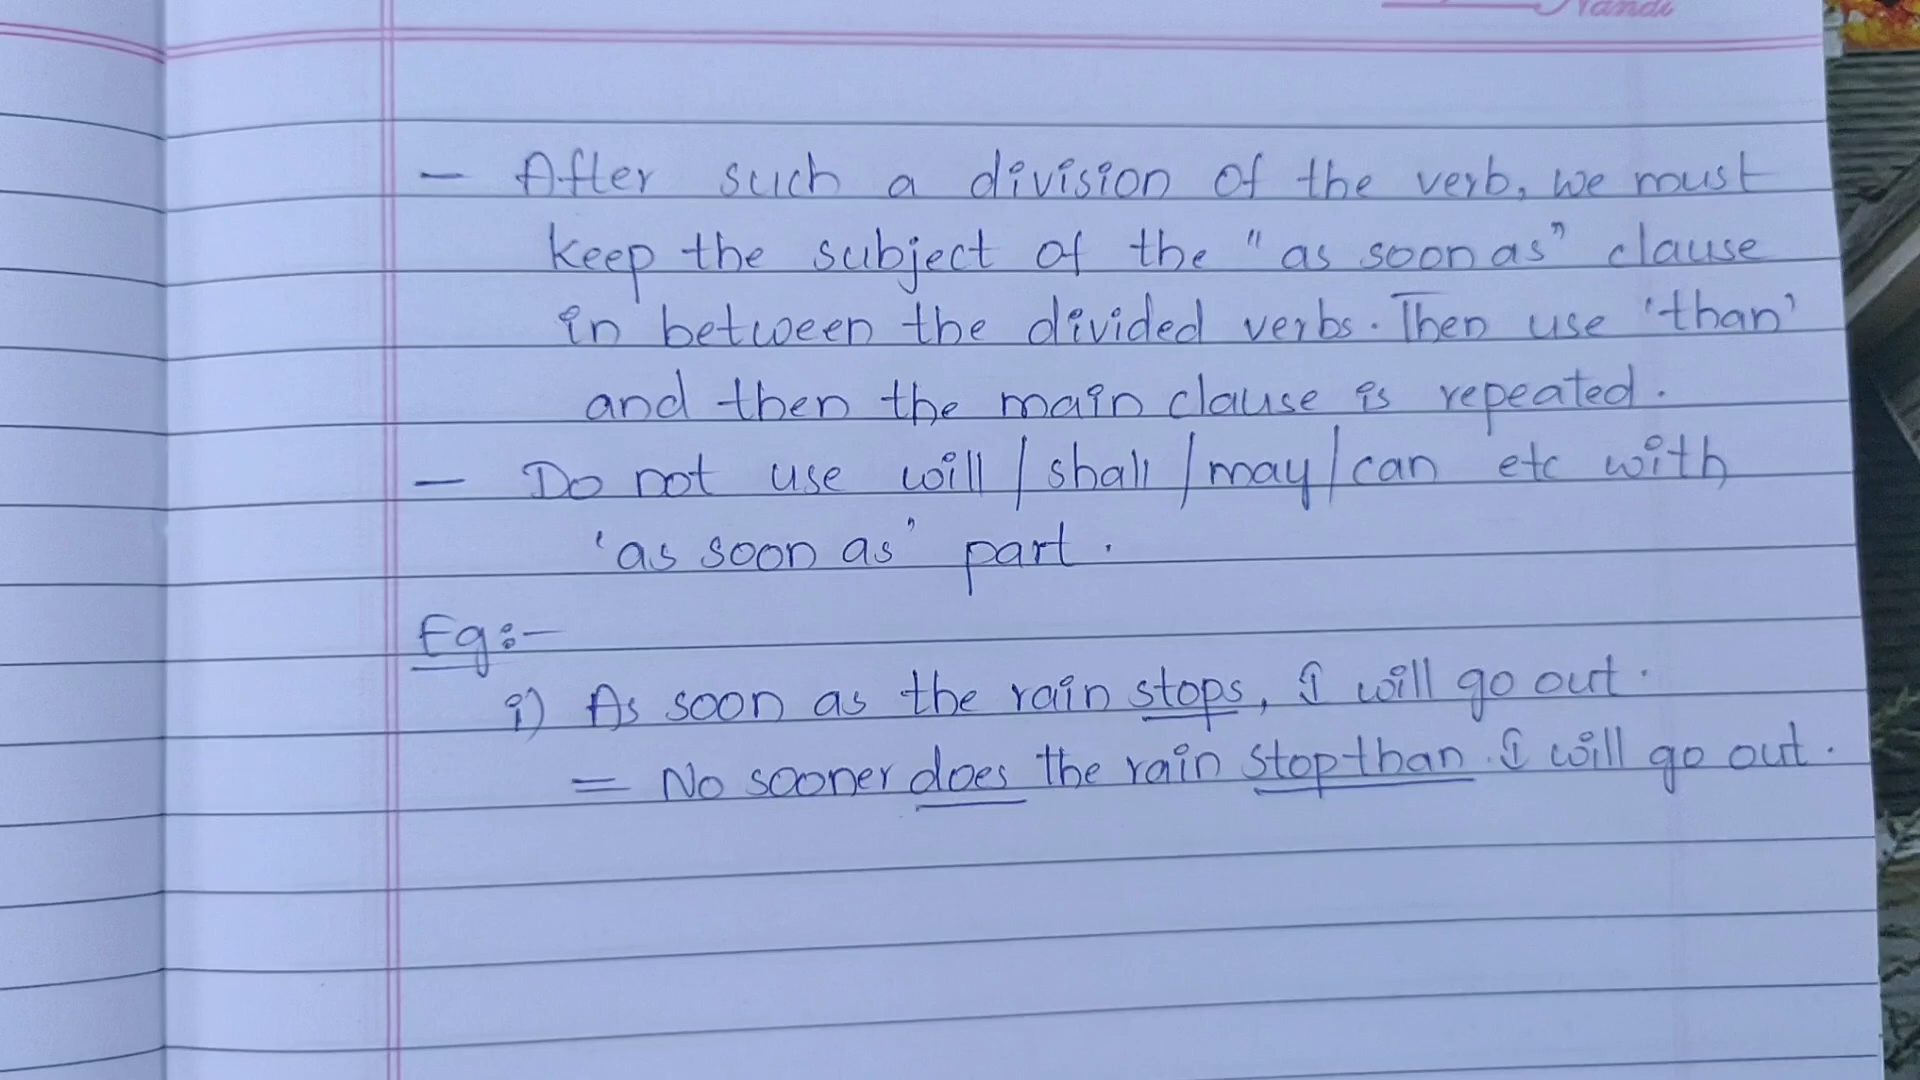 Nandi
- After such a division of the verb, we must
keep the subject of the "as soon as" clause
in between the divided verbs. Then use 'than'
and then the main clause is repeated.
- Do not use will / shall / may / can etc with
'as soon as' part.
Eg:-
i) As soon as the rain stops, I will go out.
= No sooner does the rain stop than I will go out.